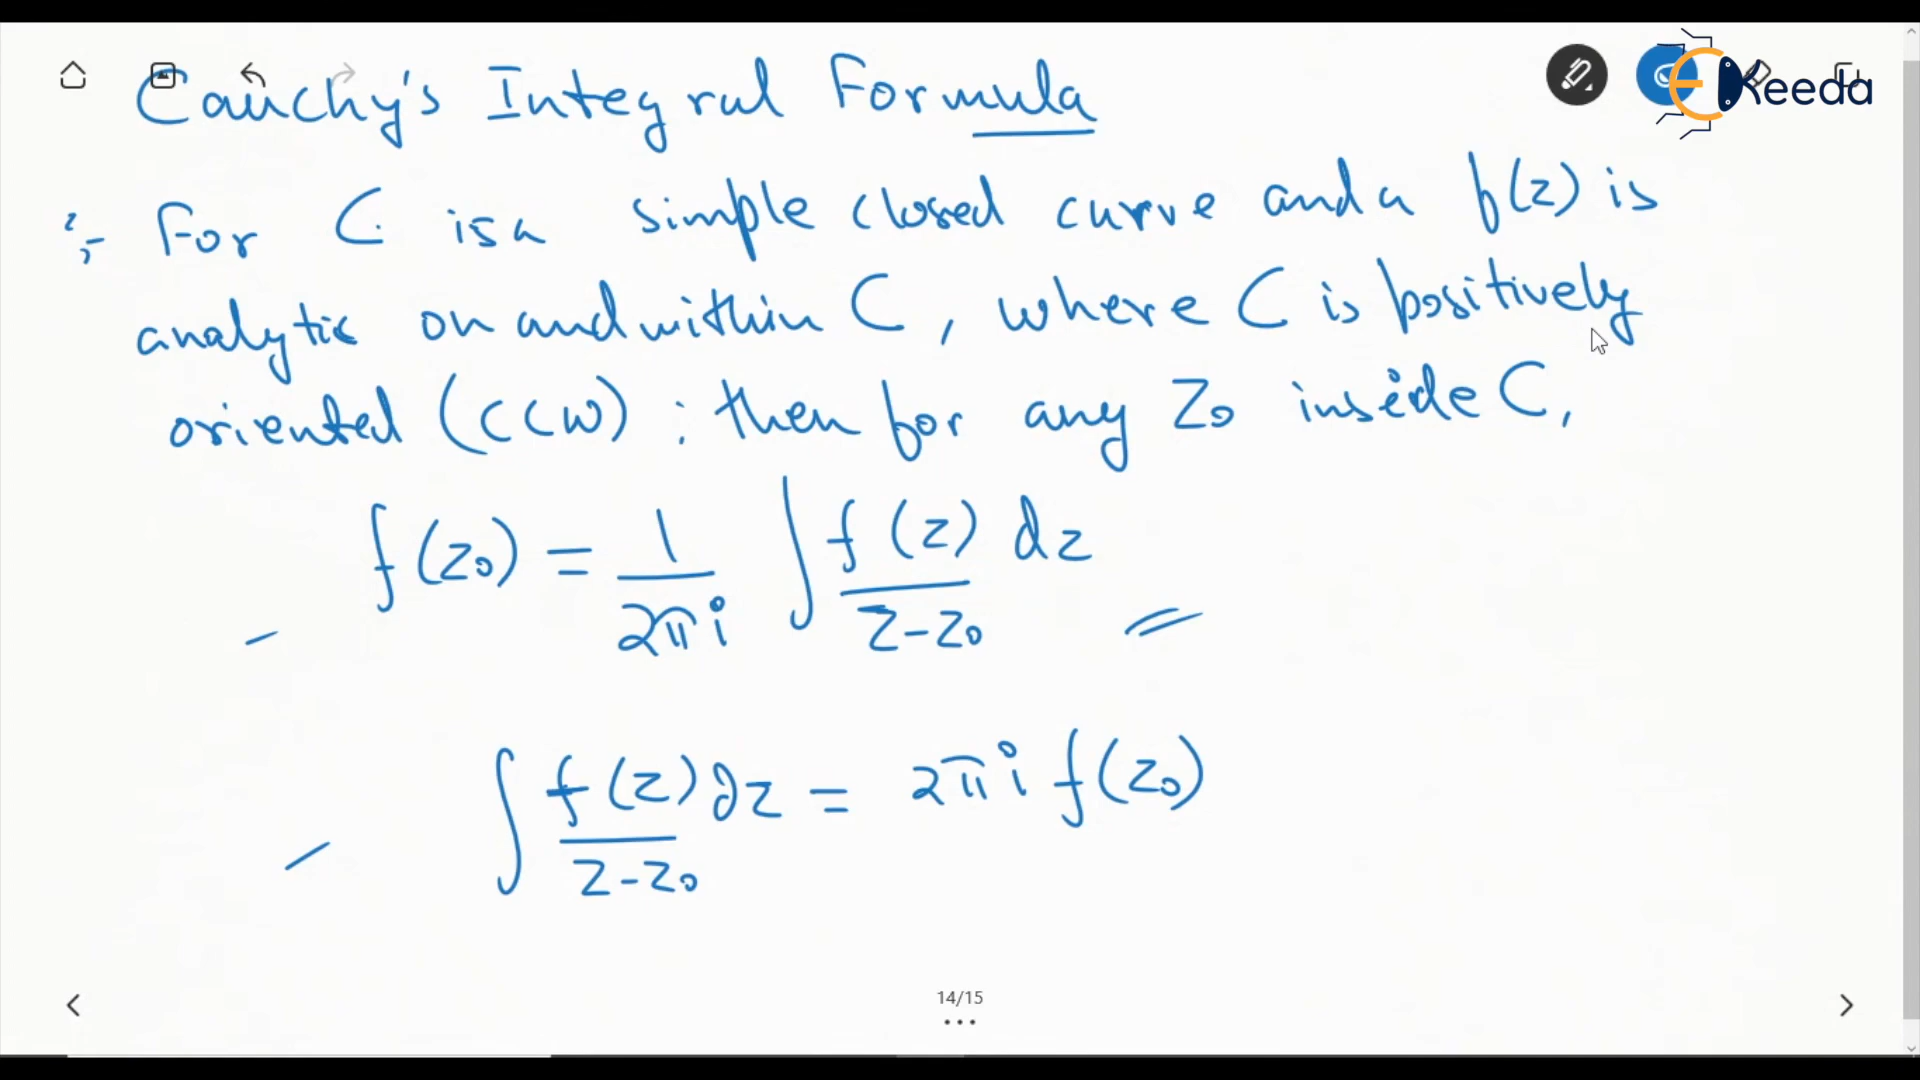 Cauchy's Integral Formula
Keeda
:- For C is a simple closed curve and a f(z) is
analytic on and within C, where C is positively
oriented (CCW) : then for any Z₀ inside C,
f(z₀) = 1/2πi ∫ f(z)/z-z₀ dz
∫ f(z)/z-z₀ dz = 2πi f(z₀)
14/15